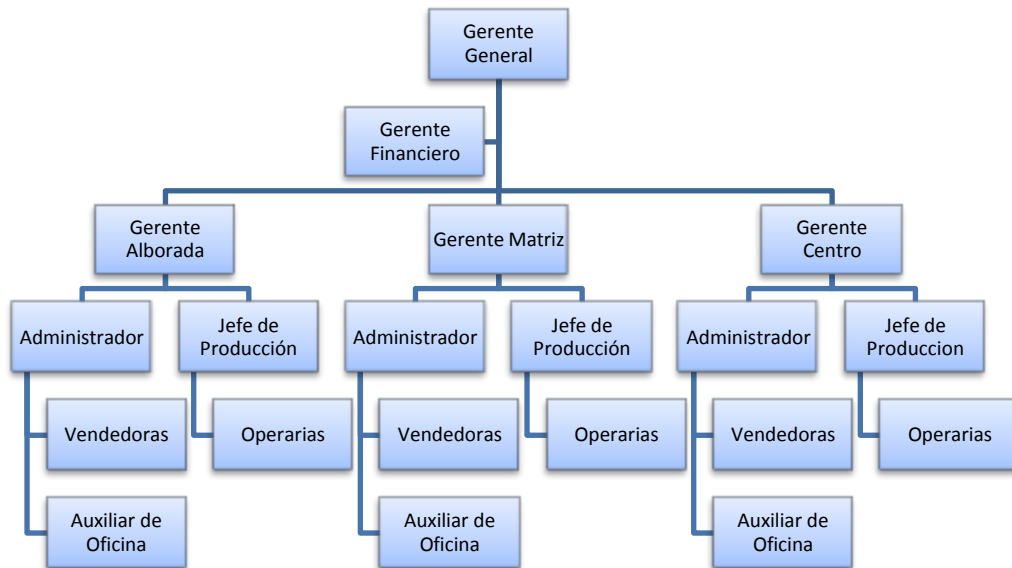 Gerente
General
Gerente
Financiero
Gerente
Alborada
Gerente Matriz
Gerente
Centro
Administrador
Jefe de
Producción
Administrador
Jefe de
Producción
Administrador
Jefe de
Produccion
Vendedoras
Operarias
Vendedoras
Operarias
Vendedoras
Operarias
Auxiliar de
Oficina
Auxiliar de
Oficina
Auxiliar de
Oficina